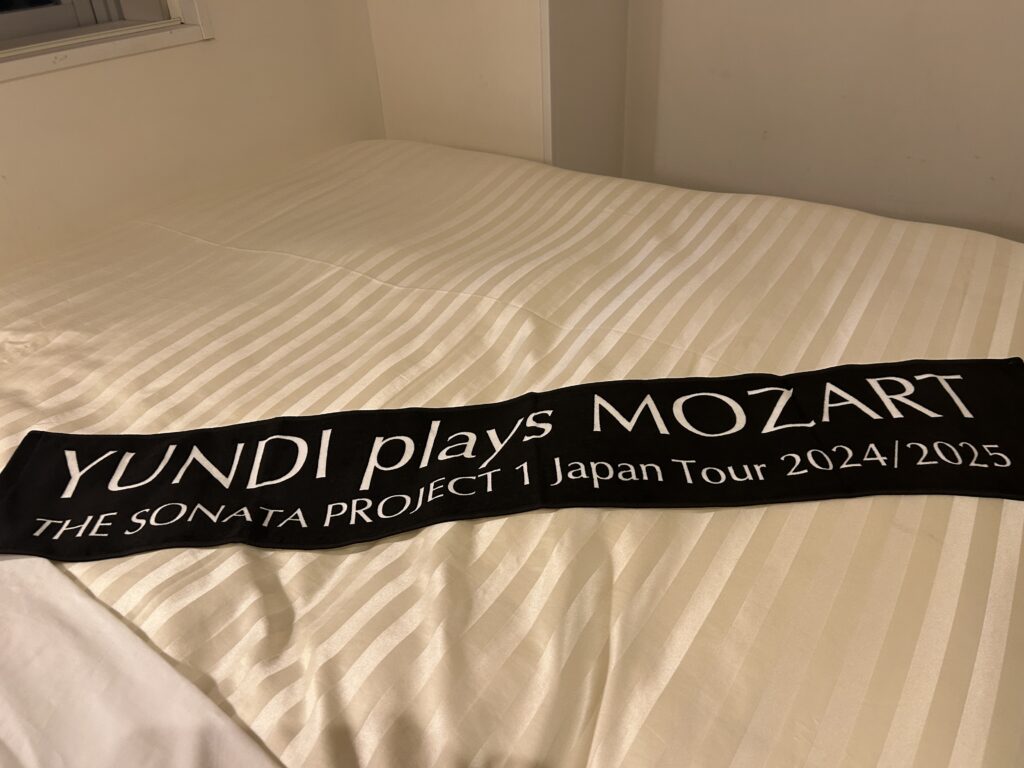 YUNDI plays MOZART
THE SONATA PROJECT 1 Japan Tour 2024/2025